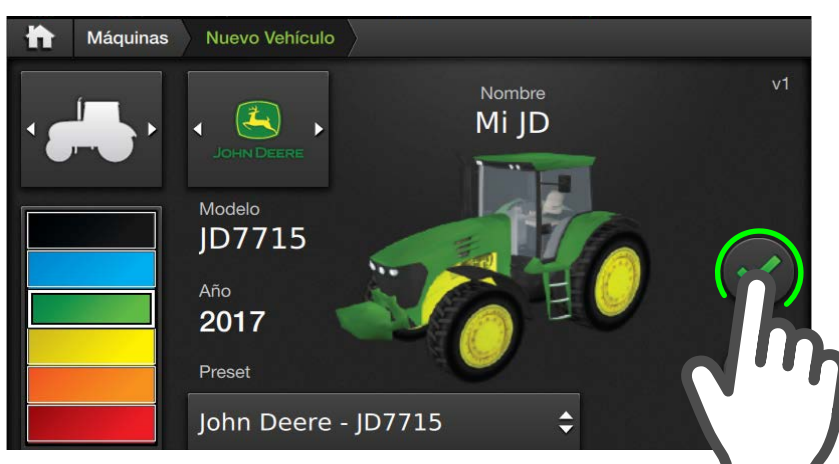 Máquinas
Nuevo Vehículo
Nombre
Mi JD
v1
JOHN DEERE
Modelo
JD7715
Año
2017
Preset
John Deere - JD7715